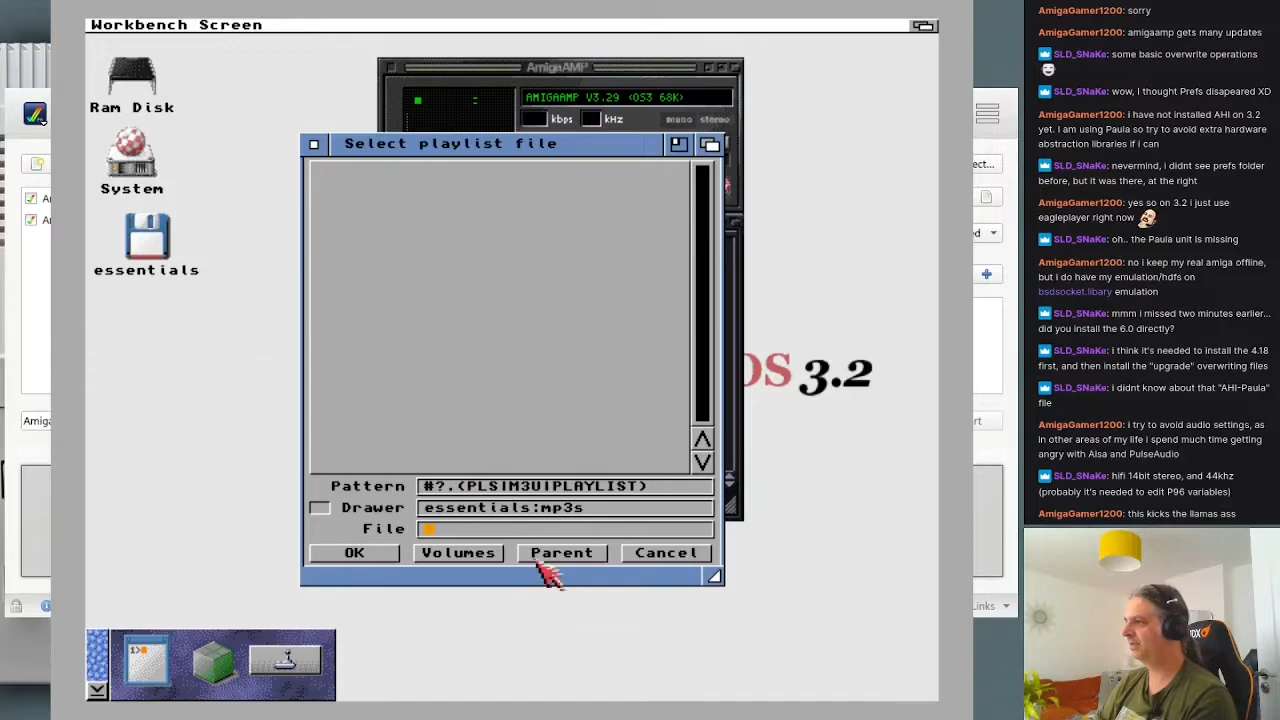 Workbench Screen
Ram Disk
System
essentials
AmigaAMP
AMIGAAMP V3.29 <OS3 68K>
kbps
kHz
mono
stereo
Select playlist file
Pattern
#?.(PLS|M3U|PLAYLIST)
Drawer
essentials:mp3s
File
OK
Volumes
Parent
Cancel
OS 3.2
1>
Amiga
ect...
ed
rt
Links
AmigaGamer1200: sorry
AmigaGamer1200: amigaamp gets many updates
SLD_SNaKe: some basic overwrite operations
SLD_SNaKe: wow, I thought Prefs disapeard XP
AmigaGamer1200: i have not installed AHI on 3.2
yet. I am using Paula so try to avoid extra hardware
abstraction libraries if i can
SLD_SNaKe: nevermind, i didnt see prefs folder
before, but it was there, at the right
AmigaGamer1200: yes so on 3.2 i just use
eagleplayer right now
SLD_SNaKe: oh.. the Paula unit is missing
AmigaGamer1200: no i keep my real amiga offline,
but i do have my emulation/hdfs on
bsdsocket.libary emulation
SLD_SNaKe: mmm i missed two minutes earlier...
did you install the 6.0 directly?
SLD_SNaKe: i think it's needed to install the 4.18
first, and then install the "upgrade" overwriting files
SLD_SNaKe: i didnt know about that "AHI-Paula"
file
AmigaGamer1200: i try to avoid audio settings, as
in other areas of my life i spend much time getting
angry with Alsa and PulseAudio
SLD_SNaKe: hifi 14bit stereo, and 44khz
(probably it's needed to edit P96 variables)
AmigaGamer1200: this kicks the llamas ass